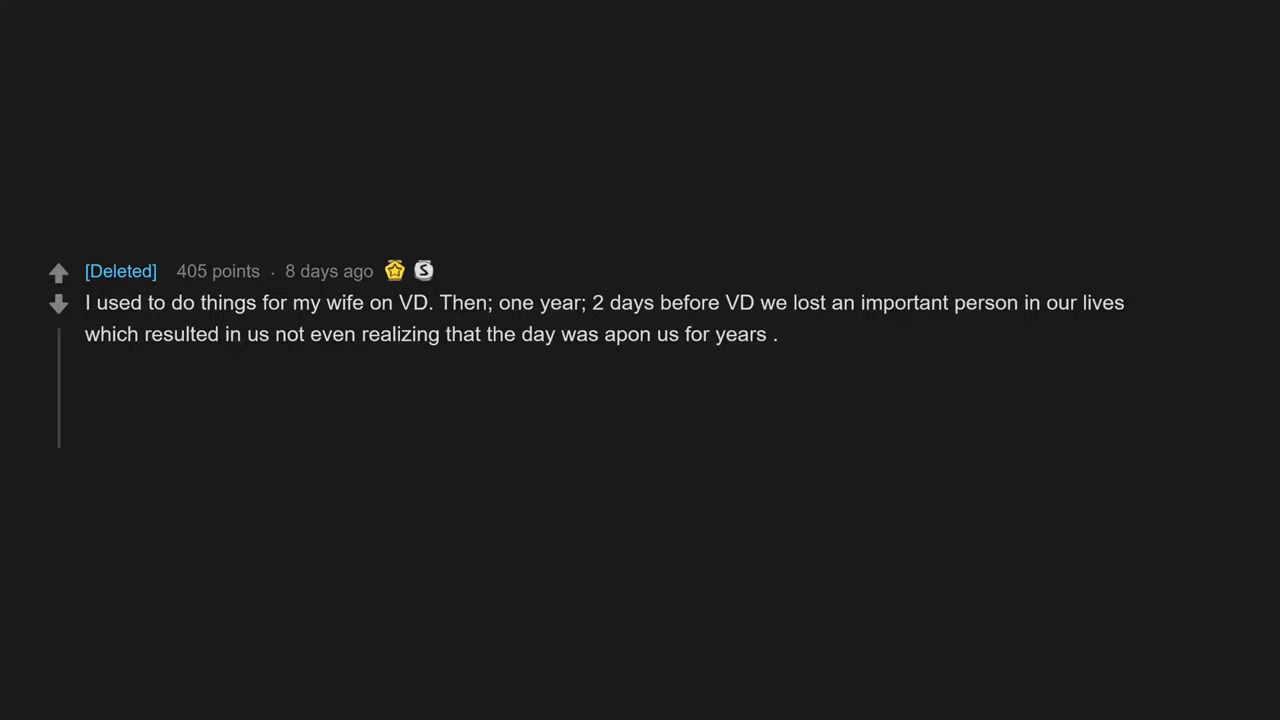 [Deleted] 405 points . 8 days ago S
I used to do things for my wife on VD. Then; one year; 2 days before VD we lost an important person in our lives
which resulted in us not even realizing that the day was apon us for years .